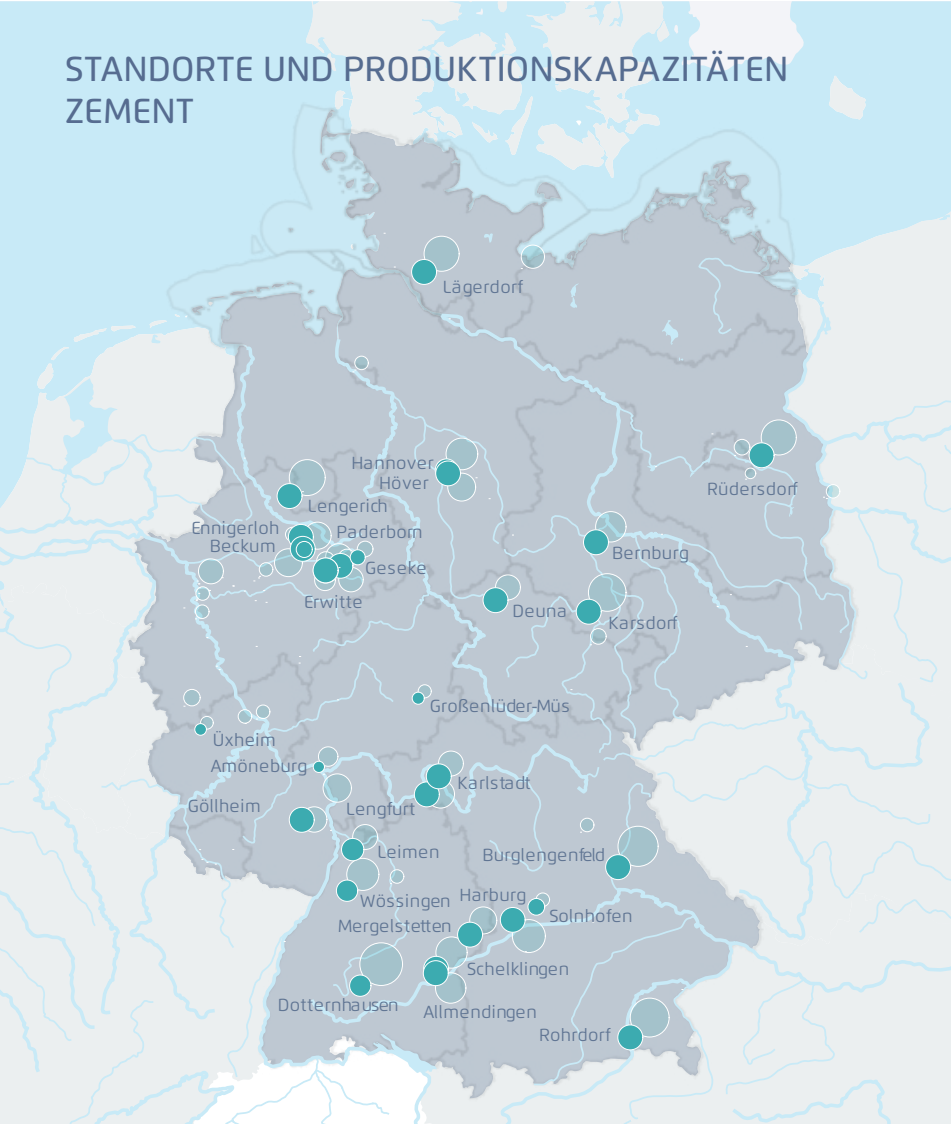 STANDORTE UND PRODUKTIONSKAPAZITÄTEN
ZEMENT
Lägerdorf
Hannover
Höver
Rüdersdorf
Lengerich
Ennigerloh
Paderborn
Beckum
Bernburg
Geseke
Erwitte
Deuna
Karsdorf
Großenlüder-Müs
Üxheim
Amöneburg
Karlstadt
Göllheim
Lengfurt
Leimen
Burglengenfeld
Wössingen
Harburg
Solnhofen
Mergelstetten
Schelklingen
Dotternhausen
Allmendingen
Rohrdorf